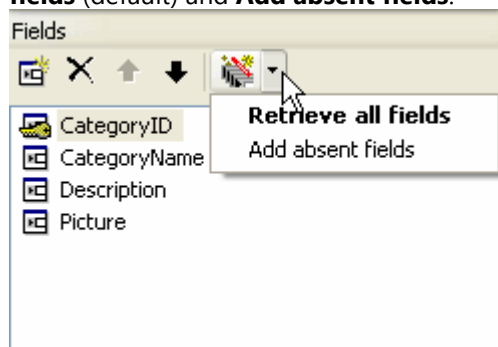 fields (default) and Add absent fields.
Fields
Retrieve all fields
Add absent fields
CategoryID
CategoryName
Description
Picture